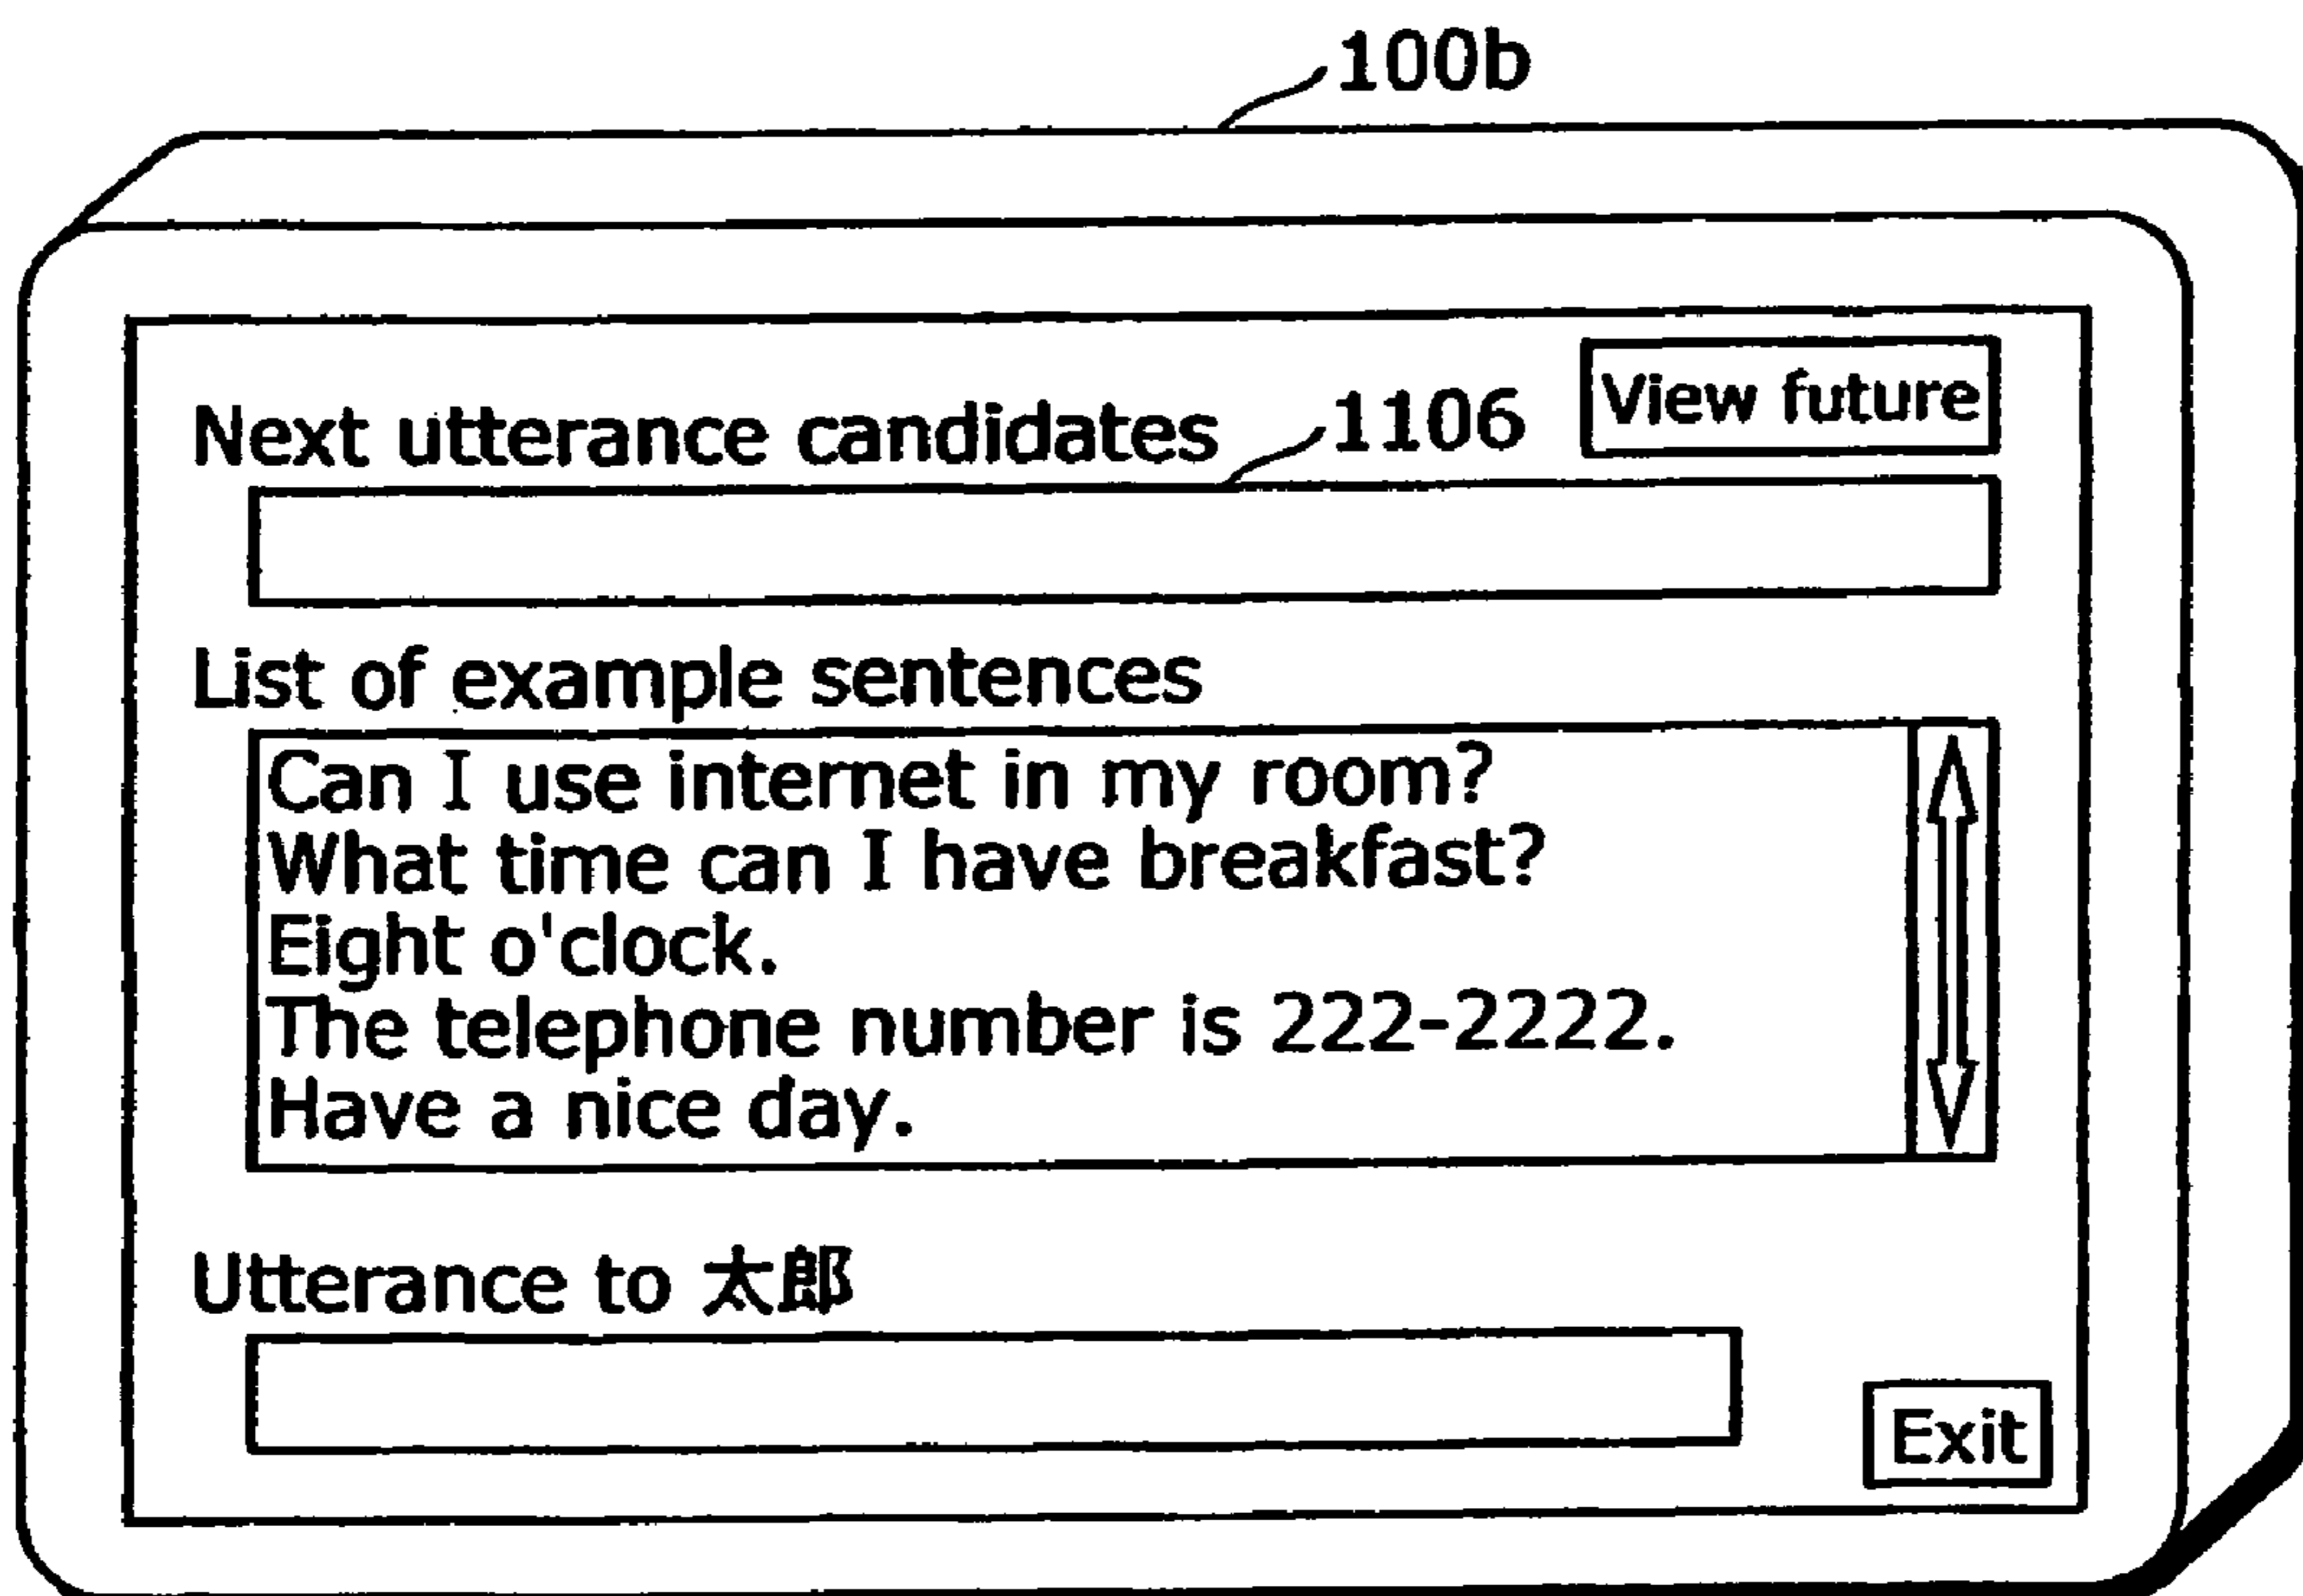 100b
Next utterance candidates
1106
View future
List of example sentences
Can I use internet in my room?
What time can I have breakfast?
Eight o'clock.
The telephone number is 222-2222.
Have a nice day.
Utterance to 太郎
Exit